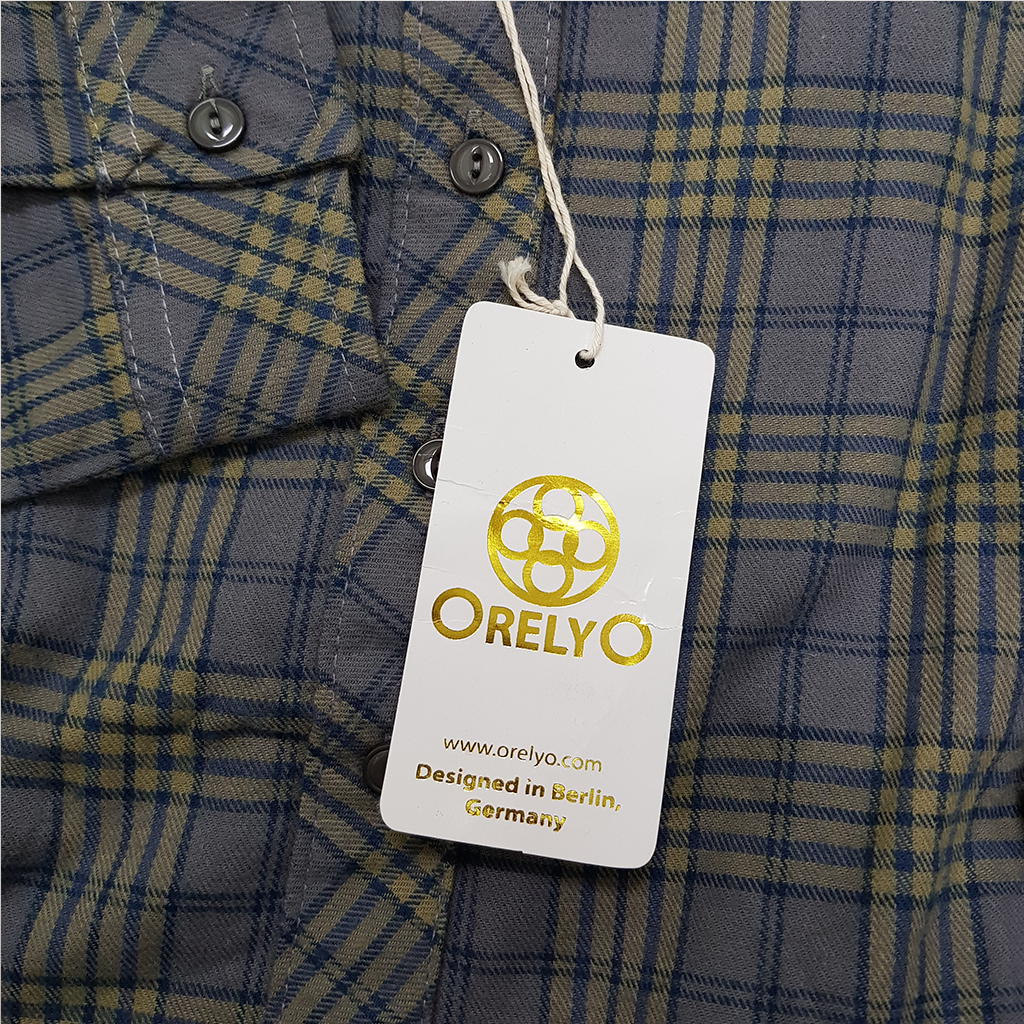 ORELYO
www.orelyo.com
Designed in Berlin,
Germany